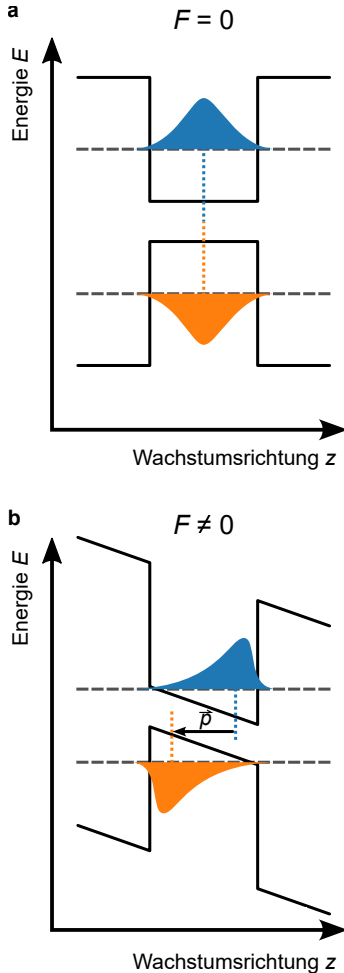 a
F = 0
Energie E
Wachstumsrichtung z
b
F ≠ 0
Energie E
p⃗
Wachstumsrichtung z